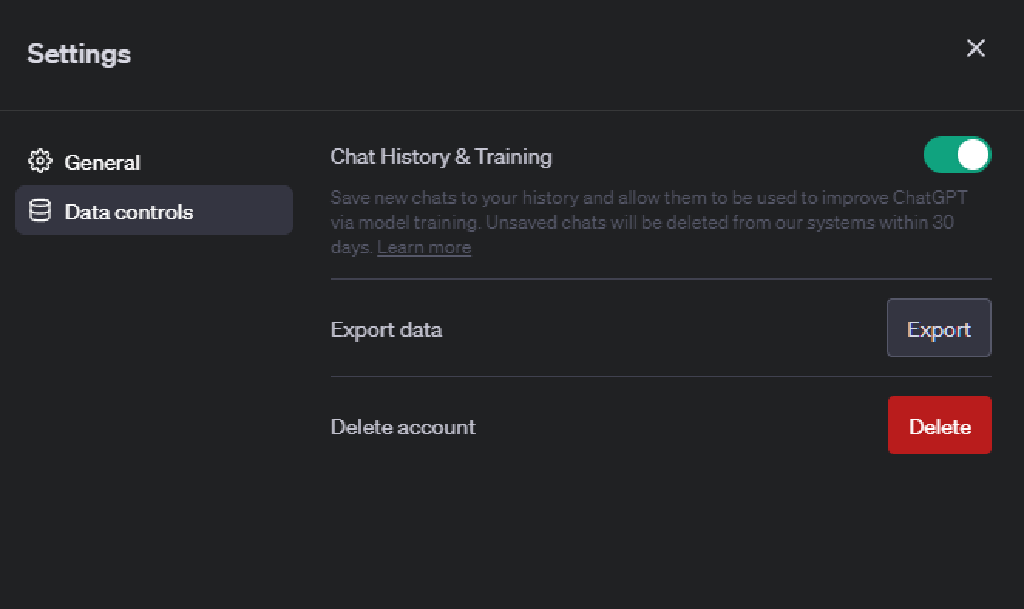 Settings
General
Data controls
Chat History & Training
Save new chats to your history and allow them to be used to improve ChatGPT
via model training. Unsaved chats will be deleted from our systems within 30
days. Learn more
Export data
Export
Delete account
Delete